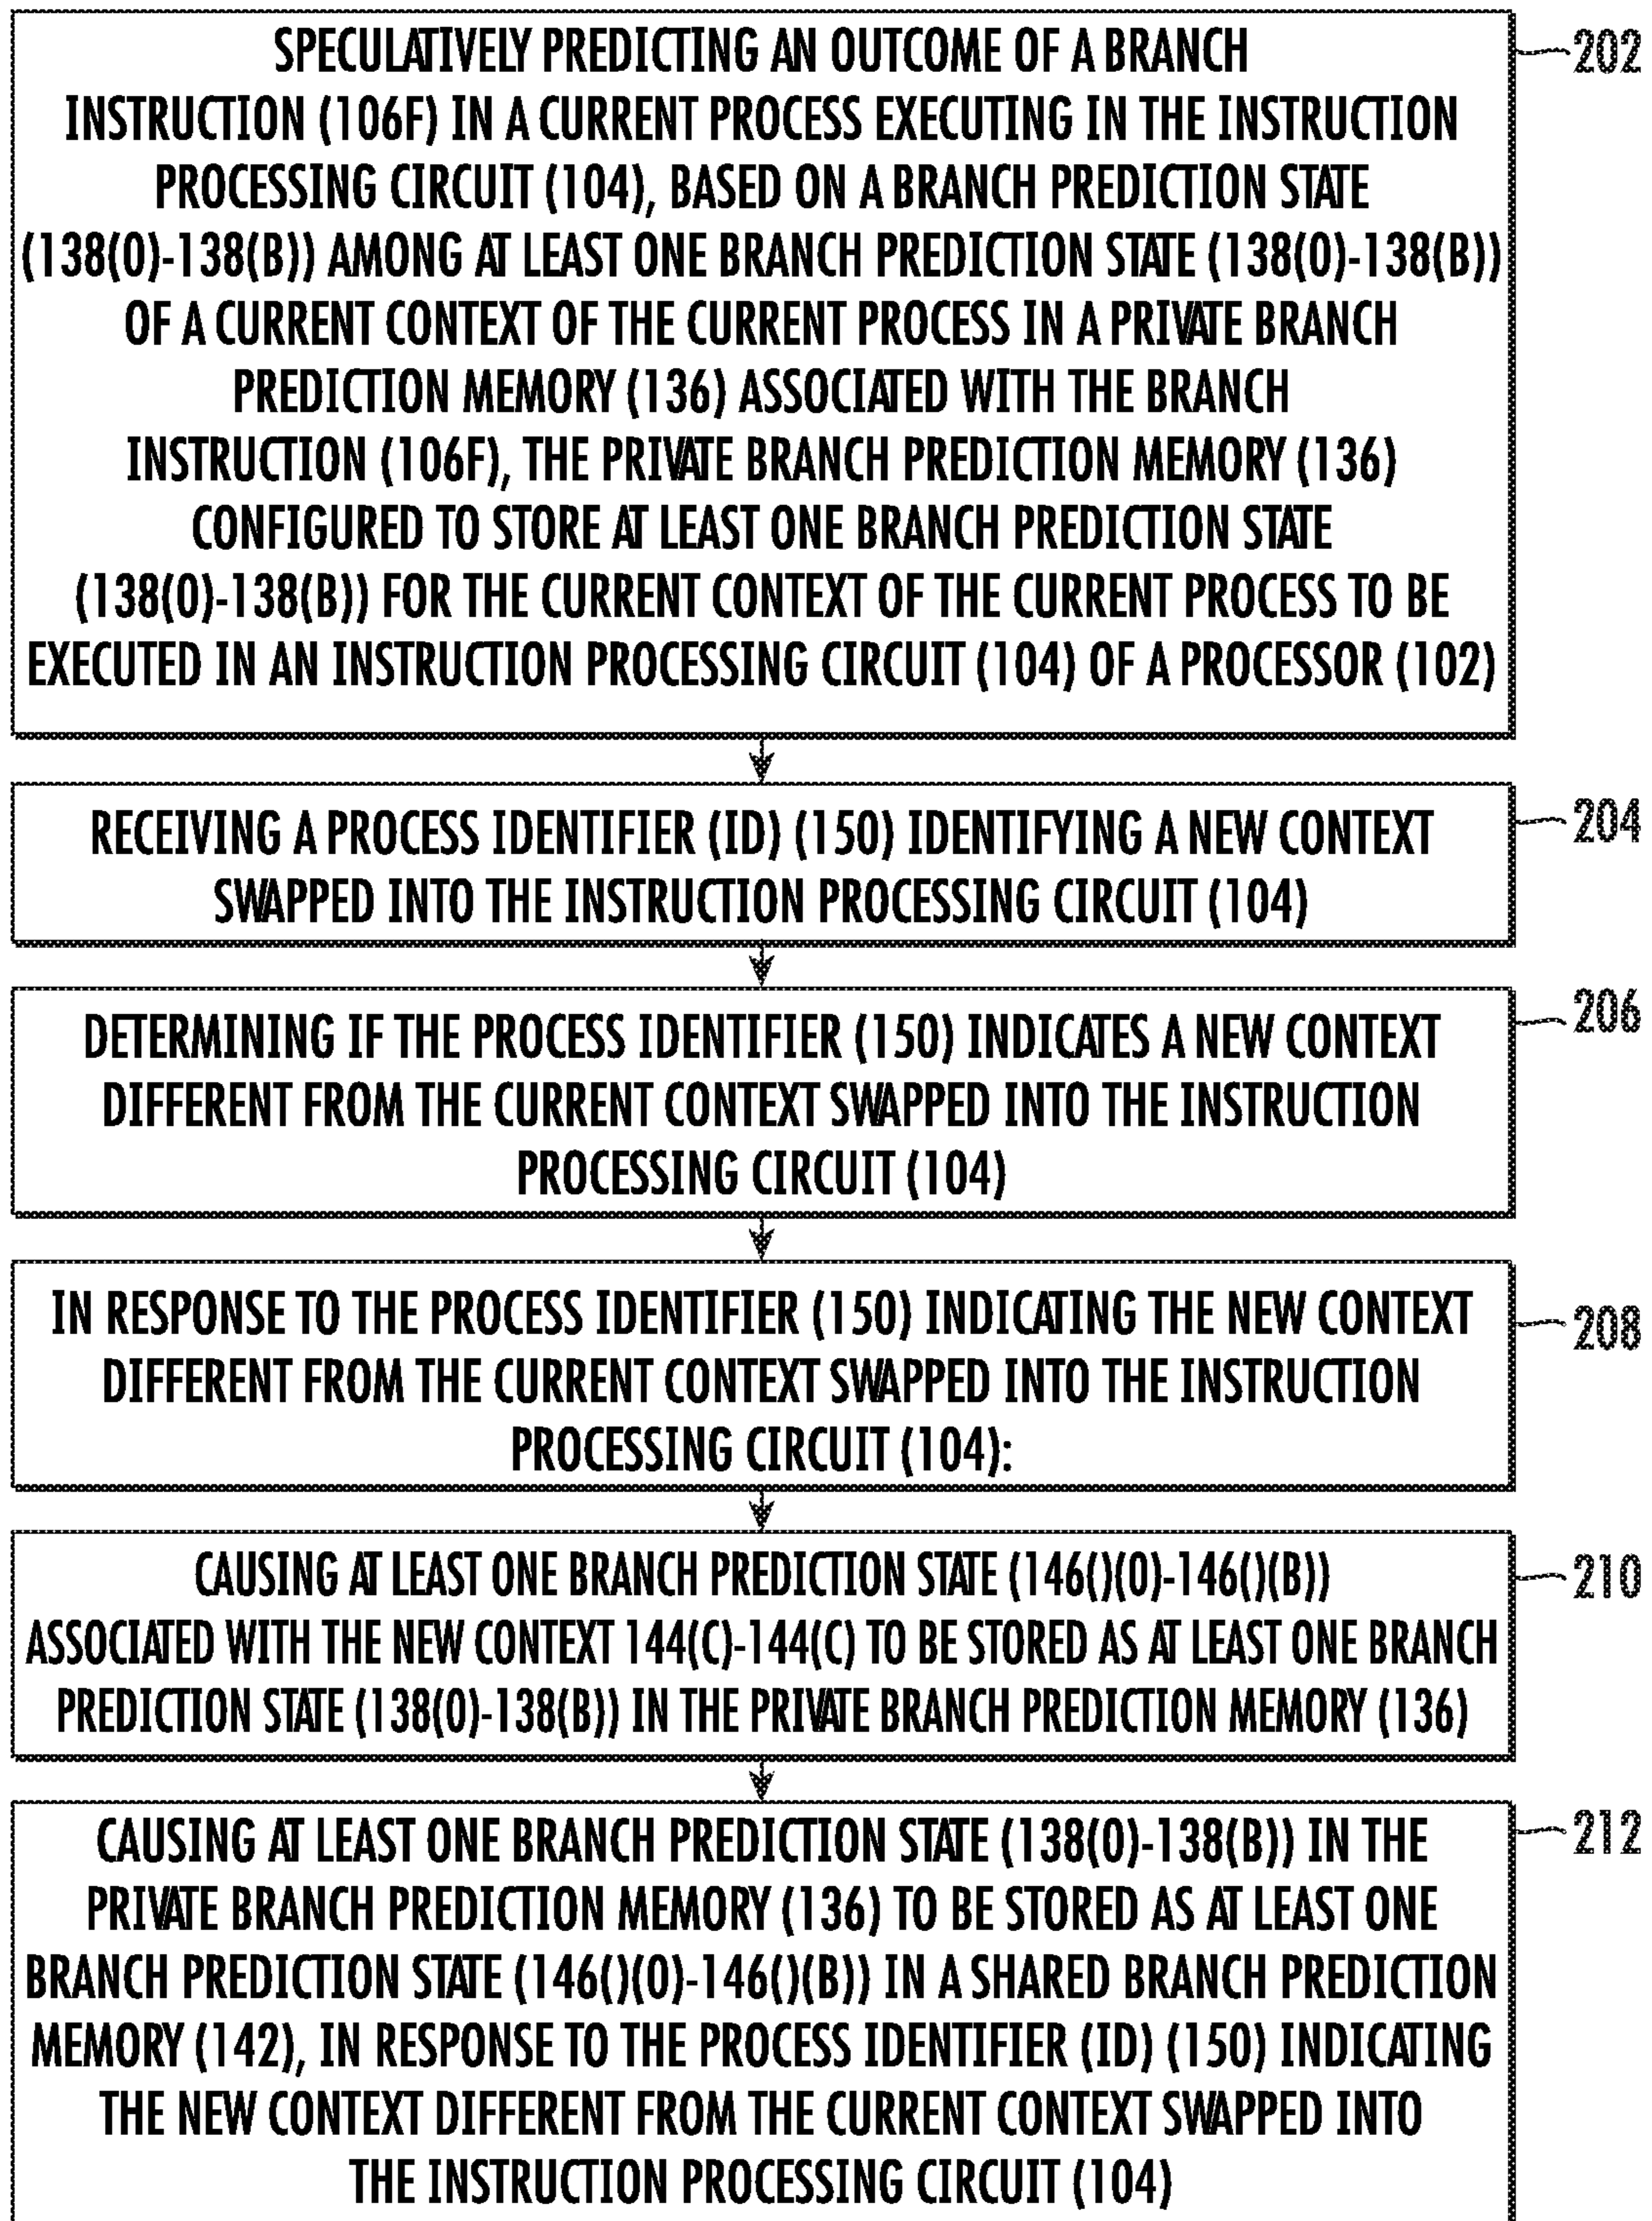 SPECULATIVELY PREDICTING AN OUTCOME OF A BRANCH
INSTRUCTION (106F) IN A CURRENT PROCESS EXECUTING IN THE INSTRUCTION
PROCESSING CIRCUIT (104), BASED ON A BRANCH PREDICTION STATE
(138(0)-138(B)) AMONG AT LEAST ONE BRANCH PREDICTION STATE (138(0)-138(B))
OF A CURRENT CONTEXT OF THE CURRENT PROCESS IN A PRIVATE BRANCH
PREDICTION MEMORY (136) ASSOCIATED WITH THE BRANCH
INSTRUCTION (106F), THE PRIVATE BRANCH PREDICTION MEMORY (136)
CONFIGURED TO STORE AT LEAST ONE BRANCH PREDICTION STATE
(138(0)-138(B)) FOR THE CURRENT CONTEXT OF THE CURRENT PROCESS TO BE
EXECUTED IN AN INSTRUCTION PROCESSING CIRCUIT (104) OF A PROCESSOR (102)
202
RECEIVING A PROCESS IDENTIFIER (ID) (150) IDENTIFYING A NEW CONTEXT
SWAPPED INTO THE INSTRUCTION PROCESSING CIRCUIT (104)
204
DETERMINING IF THE PROCESS IDENTIFIER (150) INDICATES A NEW CONTEXT
DIFFERENT FROM THE CURRENT CONTEXT SWAPPED INTO THE INSTRUCTION
PROCESSING CIRCUIT (104)
206
IN RESPONSE TO THE PROCESS IDENTIFIER (150) INDICATING THE NEW CONTEXT
DIFFERENT FROM THE CURRENT CONTEXT SWAPPED INTO THE INSTRUCTION
PROCESSING CIRCUIT (104):
208
CAUSING AT LEAST ONE BRANCH PREDICTION STATE (146()(0)-146()(B))
ASSOCIATED WITH THE NEW CONTEXT 144(C)-144(C) TO BE STORED AS AT LEAST ONE BRANCH
PREDICTION STATE (138(0)-138(B)) IN THE PRIVATE BRANCH PREDICTION MEMORY (136)
210
CAUSING AT LEAST ONE BRANCH PREDICTION STATE (138(0)-138(B)) IN THE
PRIVATE BRANCH PREDICTION MEMORY (136) TO BE STORED AS AT LEAST ONE
BRANCH PREDICTION STATE (146()(0)-146()(B)) IN A SHARED BRANCH PREDICTION
MEMORY (142), IN RESPONSE TO THE PROCESS IDENTIFIER (ID) (150) INDICATING
THE NEW CONTEXT DIFFERENT FROM THE CURRENT CONTEXT SWAPPED INTO
THE INSTRUCTION PROCESSING CIRCUIT (104)
212